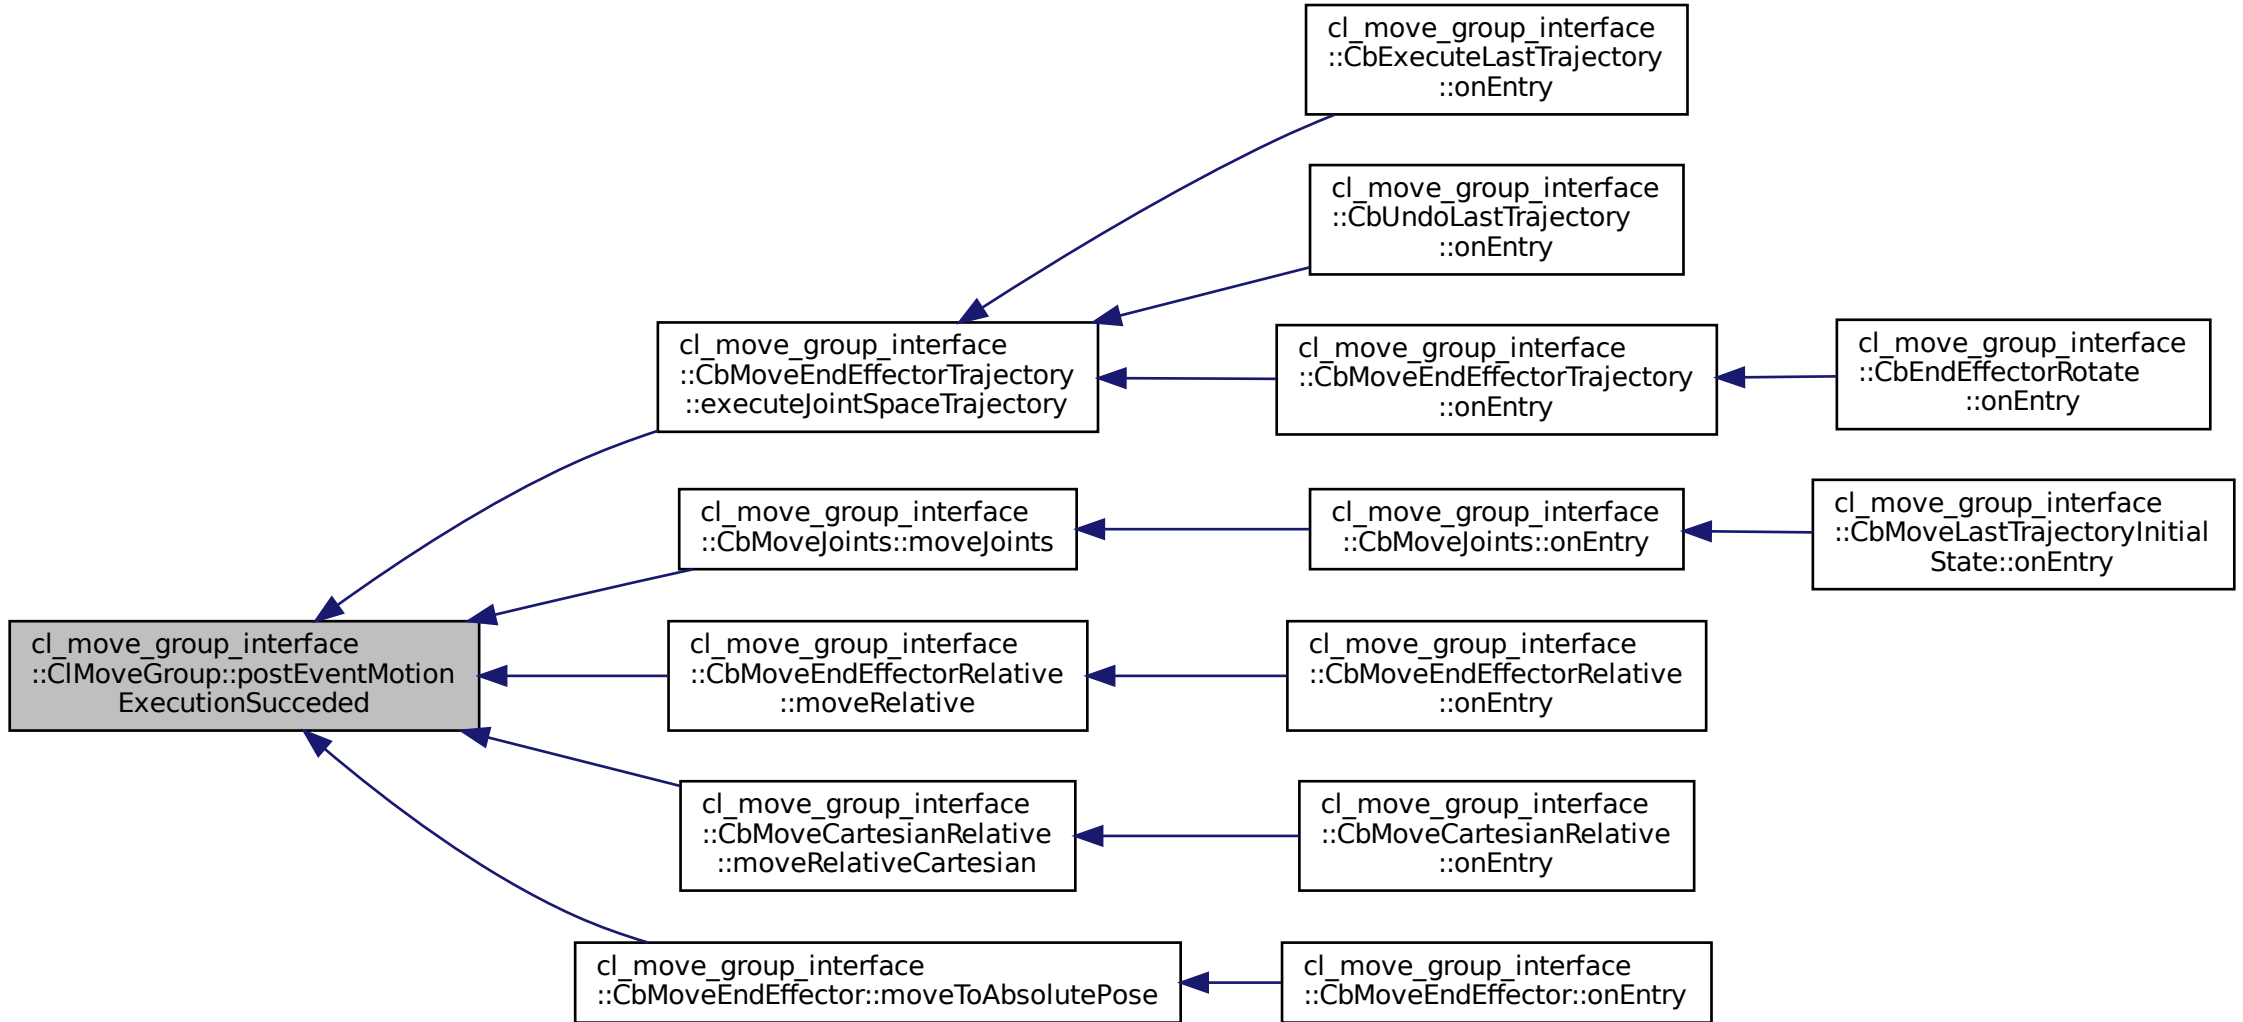 cl_move_group_interface
::CbExecuteLastTrajectory
::onEntry
cl_move_group_interface
::CbUndoLastTrajectory
::onEntry
cl_move_group_interface
::CbMoveEndEffectorTrajectory
::executeJointSpaceTrajectory
cl_move_group_interface
::CbMoveEndEffectorTrajectory
::onEntry
cl_move_group_interface
::CbEndEffectorRotate
::onEntry
cl_move_group_interface
::CbMoveJoints::moveJoints
cl_move_group_interface
::CbMoveJoints::onEntry
cl_move_group_interface
::CbMoveLastTrajectoryInitial
State::onEntry
cl_move_group_interface
::ClMoveGroup::postEventMotion
ExecutionSucceded
cl_move_group_interface
::CbMoveEndEffectorRelative
::moveRelative
cl_move_group_interface
::CbMoveEndEffectorRelative
::onEntry
cl_move_group_interface
::CbMoveCartesianRelative
::moveRelativeCartesian
cl_move_group_interface
::CbMoveCartesianRelative
::onEntry
cl_move_group_interface
::CbMoveEndEffector::moveToAbsolutePose
cl_move_group_interface
::CbMoveEndEffector::onEntry